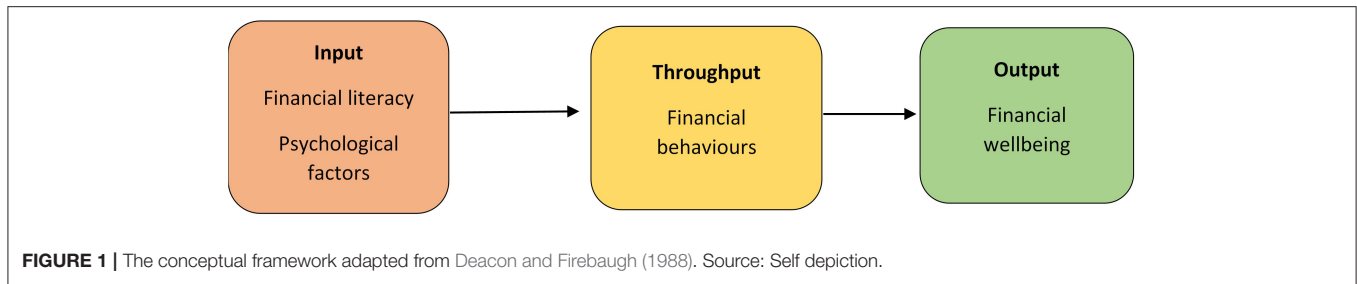 Input
Financial literacy
Psychological
factors
Throughput
Financial
behaviours
Output
Financial
wellbeing
FIGURE 1 | The conceptual framework adapted from Deacon and Firebaugh (1988). Source: Self depiction.